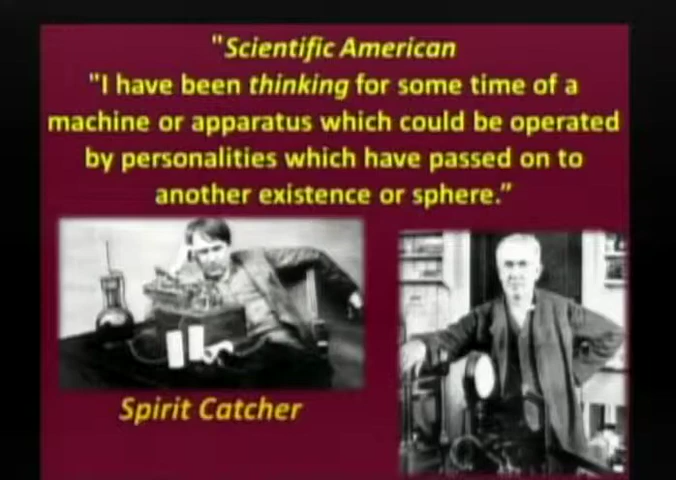 "Scientific American
"I have been thinking for some time of a
machine or apparatus which could be operated
by personalities which have passed on to
another existence or sphere.”
Spirit Catcher